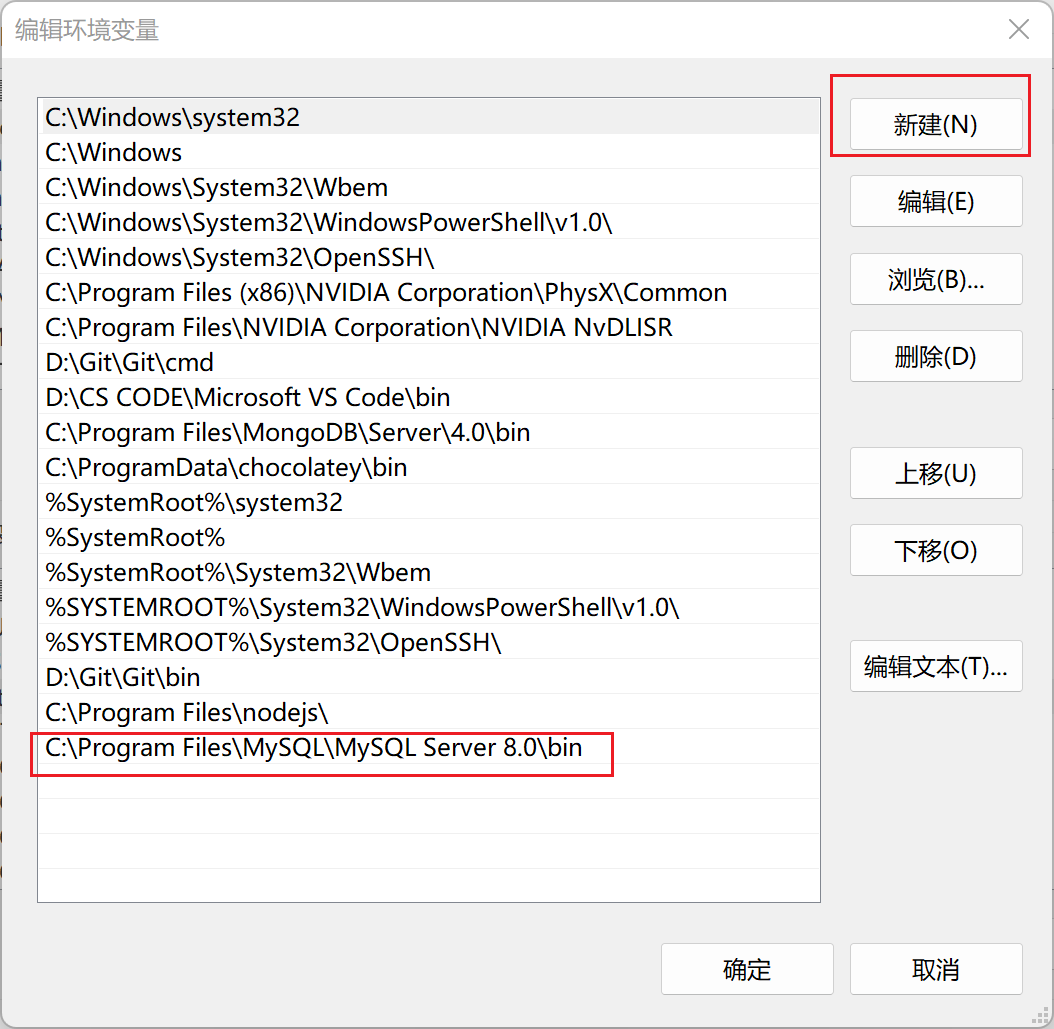 编辑环境变量
C:\Windows\system32
C:\Windows
C:\Windows\System32\Wbem
C:\Windows\System32\WindowsPowerShell\v1.0\
C:\Windows\System32\OpenSSH\
C:\Program Files (x86)\NVIDIA Corporation\PhysX\Common
C:\Program Files\NVIDIA Corporation\NVIDIA NvDLISR
D:\Git\Git\cmd
D:\CS CODE\Microsoft VS Code\bin
C:\Program Files\MongoDB\Server\4.0\bin
C:\ProgramData\chocolatey\bin
%SystemRoot%\system32
%SystemRoot%
%SystemRoot%\System32\Wbem
%SYSTEMROOT%\System32\WindowsPowerShell\v1.0\
%SYSTEMROOT%\System32\OpenSSH\
D:\Git\Git\bin
C:\Program Files\nodejs\
C:\Program Files\MySQL\MySQL Server 8.0\bin
新建(N)
编辑(E)
浏览(B)...
删除(D)
上移(U)
下移(O)
编辑文本(T)...
确定
取消